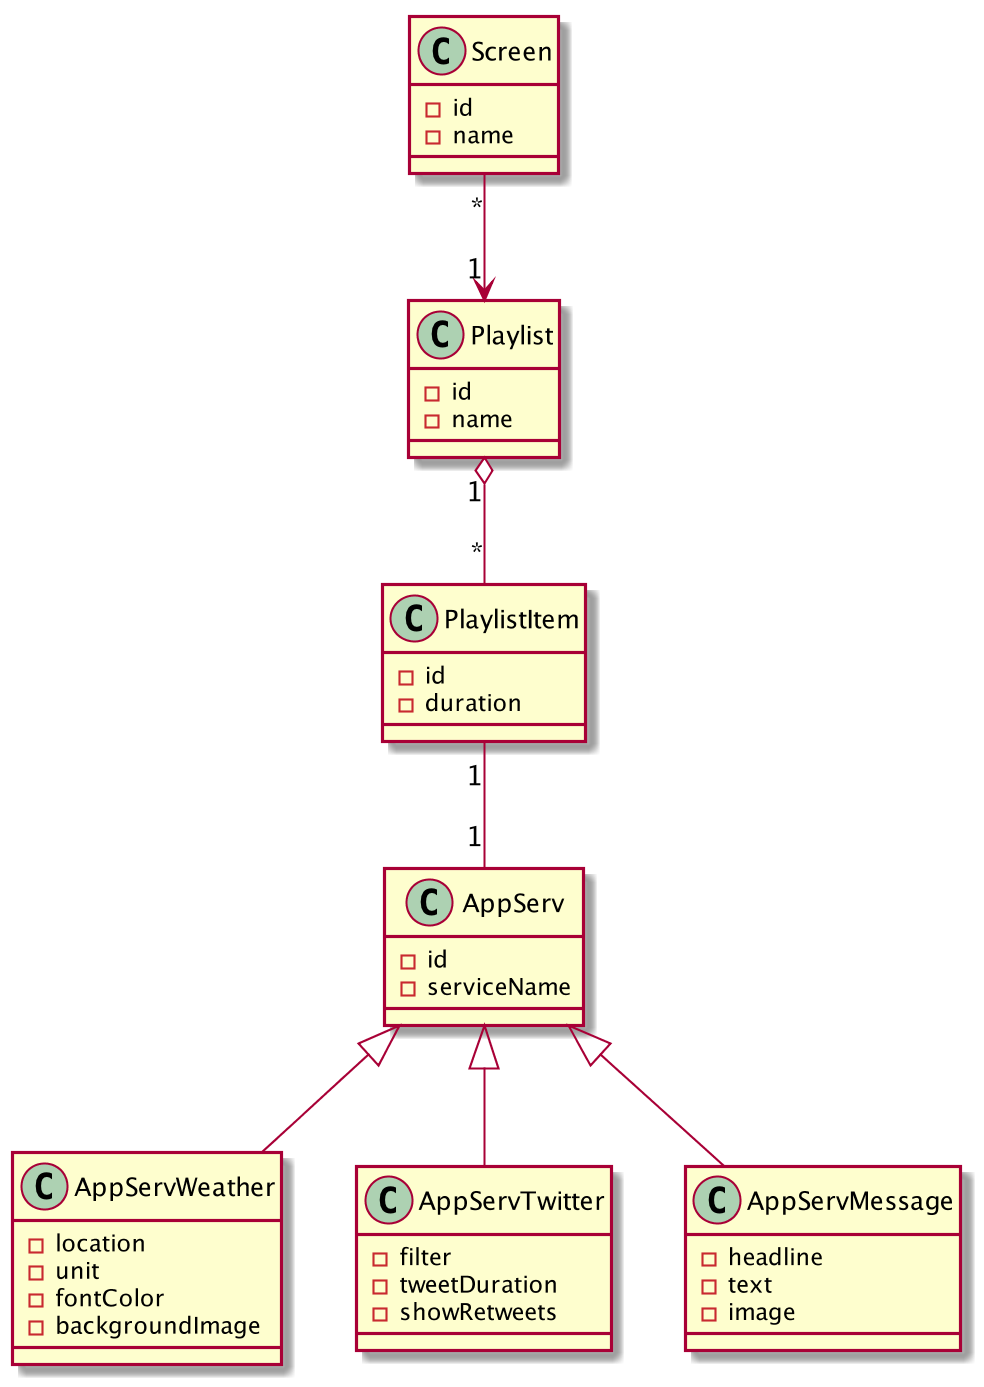 C Screen
id
name
*
1
C Playlist
id
name
1
*
C PlaylistItem
id
duration
1
1
C AppServ
id
serviceName
C AppServWeather
location
unit
fontColor
backgroundImage
C AppServTwitter
filter
tweetDuration
showRetweets
C AppServMessage
headline
text
image